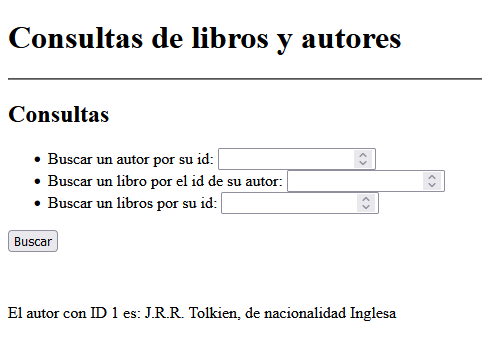 Consultas de libros y autores
Consultas
• Buscar un autor por su id:
• Buscar un libro por el id de su autor:
• Buscar un libros por su id:
Buscar
El autor con ID 1 es: J.R.R. Tolkien, de nacionalidad Inglesa